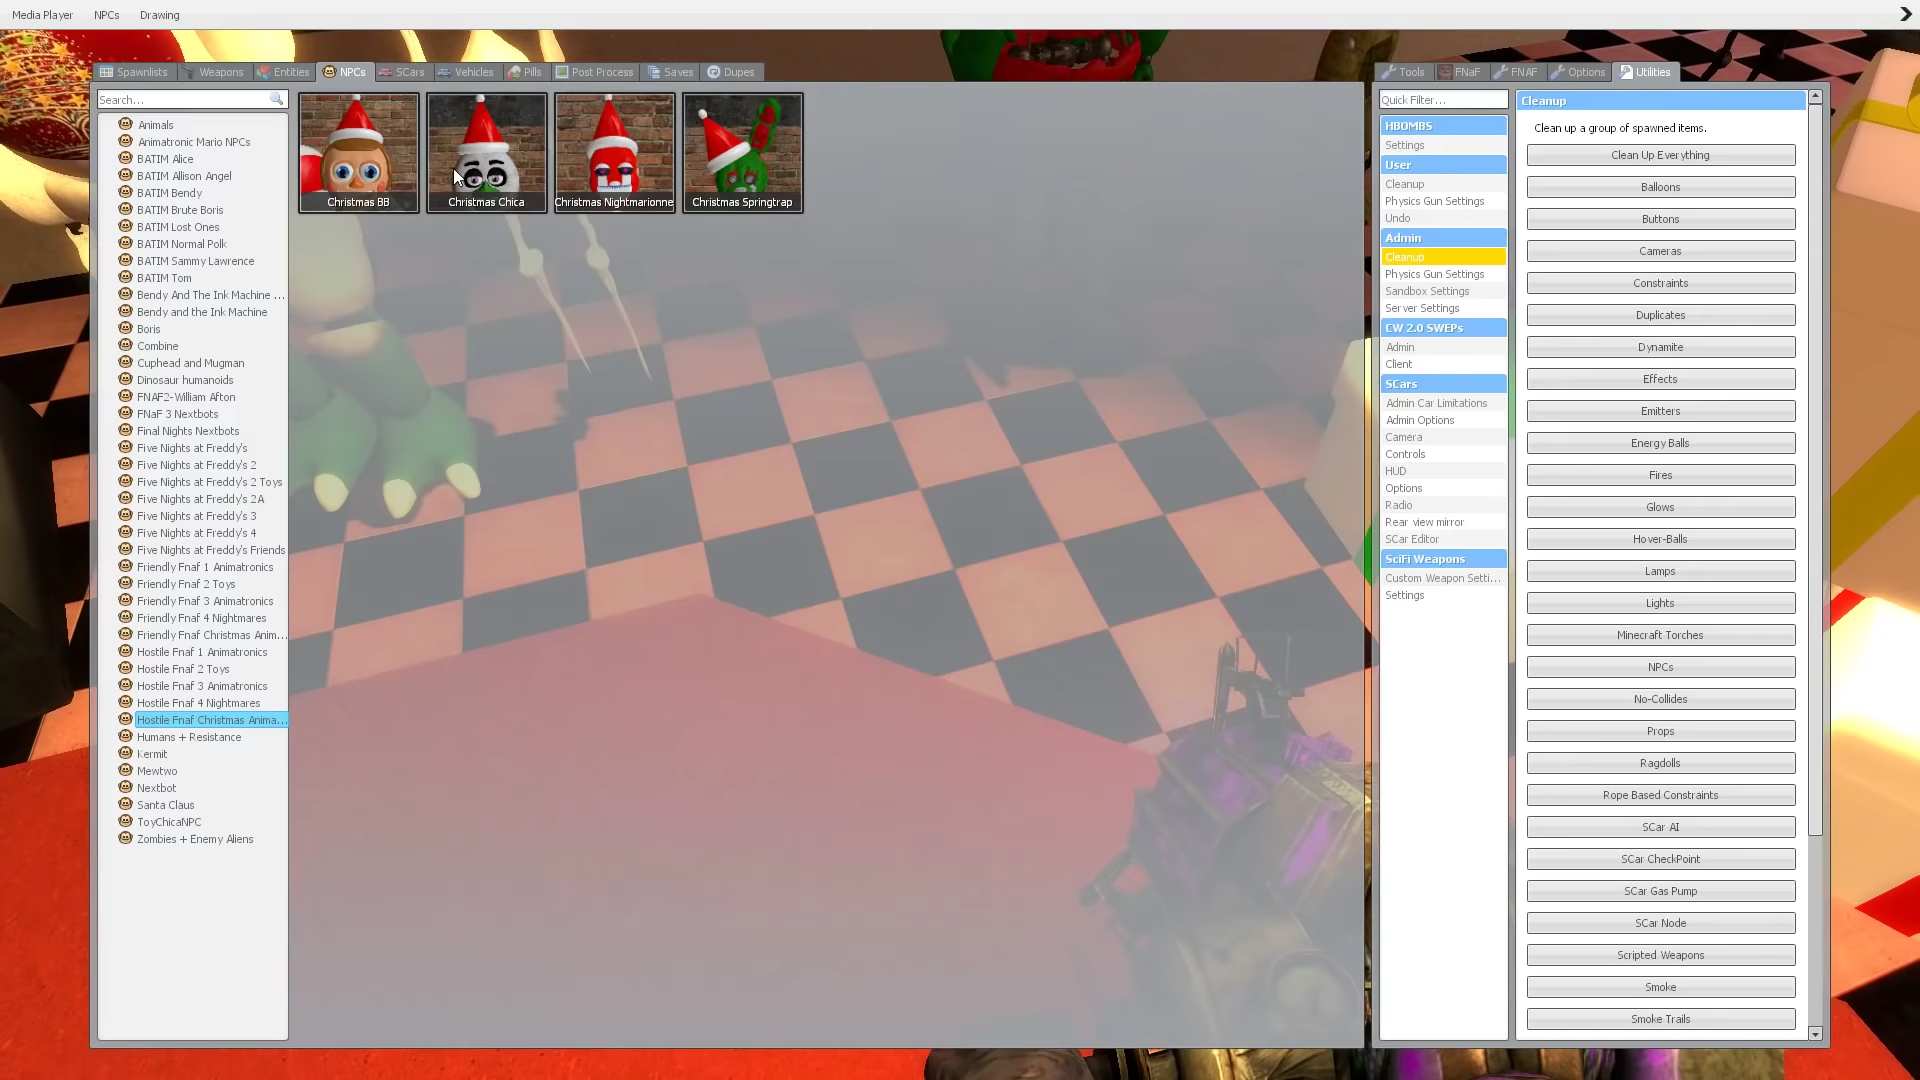 Media Player NPCs Drawing
Spawnlists Weapons Entities NPCs SCars Vehicles Pills Post Process Saves Dupes
Search...
Animals
Animatronic Mario NPCs
BATIM Alice
BATIM Allison Angel
BATIM Bendy
BATIM Brute Boris
BATIM Lost Ones
BATIM Normal Polk
BATIM Sammy Lawrence
BATIM Tom
Bendy And The Ink Machine ...
Bendy and the Ink Machine
Boris
Combine
Cuphead and Mugman
Dinosaur humanoids
FNAF2-William Afton
FNaF 3 Nextbots
Final Nights Nextbots
Five Nights at Freddy's
Five Nights at Freddy's 2
Five Nights at Freddy's 2 Toys
Five Nights at Freddy's 2A
Five Nights at Freddy's 3
Five Nights at Freddy's 4
Five Nights at Freddy's Friends
Friendly Fnaf 1 Animatronics
Friendly Fnaf 2 Toys
Friendly Fnaf 3 Animatronics
Friendly Fnaf 4 Nightmares
Friendly Fnaf Christmas Anim...
Hostile Fnaf 1 Animatronics
Hostile Fnaf 2 Toys
Hostile Fnaf 3 Animatronics
Hostile Fnaf 4 Nightmares
Hostile Fnaf Christmas Anima...
Humans + Resistance
Kermit
Mewtwo
Nextbot
Santa Claus
ToyChicaNPC
Zombies + Enemy Aliens
Christmas BB
Christmas Chica
Christmas Nightmarionne
Christmas Springtrap
Tools FNaF FNAF Options Utilities
Quick Filter...
HBOMBS
Settings
User
Cleanup
Physics Gun Settings
Undo
Admin
Cleanup
Physics Gun Settings
Sandbox Settings
Server Settings
CW 2.0 SWEPs
Admin
Client
SCars
Admin Car Limitations
Admin Options
Camera
Controls
HUD
Options
Radio
Rear view mirror
SCar Editor
SciFi Weapons
Custom Weapon Setti...
Settings
Cleanup
Clean up a group of spawned items.
Clean Up Everything
Balloons
Buttons
Cameras
Constraints
Duplicates
Dynamite
Effects
Emitters
Energy Balls
Fires
Glows
Hover-Balls
Lamps
Lights
Minecraft Torches
NPCs
No-Collides
Props
Ragdolls
Rope Based Constraints
SCar AI
SCar CheckPoint
SCar Gas Pump
SCar Node
Scripted Weapons
Smoke
Smoke Trails